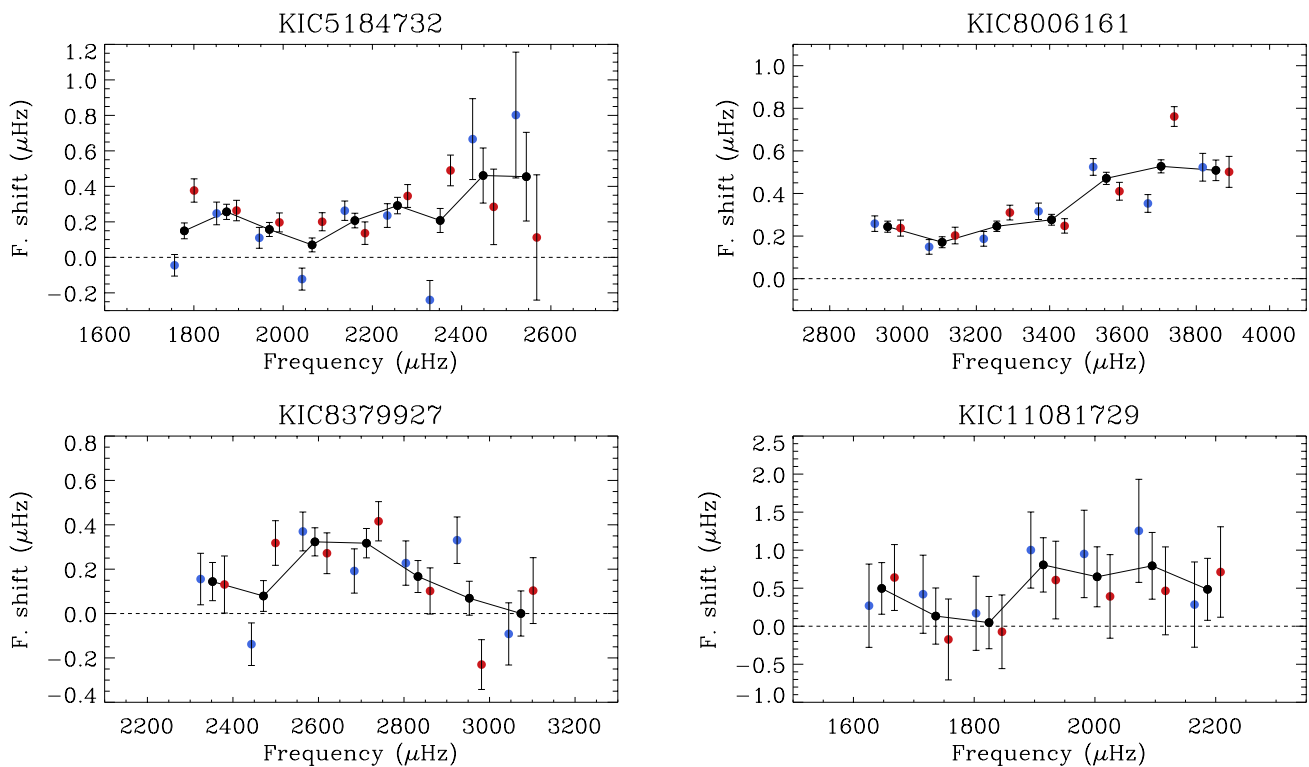 KIC5184732
F. shift (μHz)
1.2
1.0
0.8
0.6
0.4
0.2
0.0
−0.2
1600 1800 2000 2200 2400 2600
Frequency (μHz)
KIC8006161
F. shift (μHz)
1.0
0.8
0.6
0.4
0.2
0.0
2800 3000 3200 3400 3600 3800 4000
Frequency (μHz)
KIC8379927
F. shift (μHz)
0.8
0.6
0.4
0.2
0.0
−0.2
−0.4
2200 2400 2600 2800 3000 3200
Frequency (μHz)
KIC11081729
F. shift (μHz)
2.5
2.0
1.5
1.0
0.5
0.0
−0.5
−1.0
1600 1800 2000 2200
Frequency (μHz)